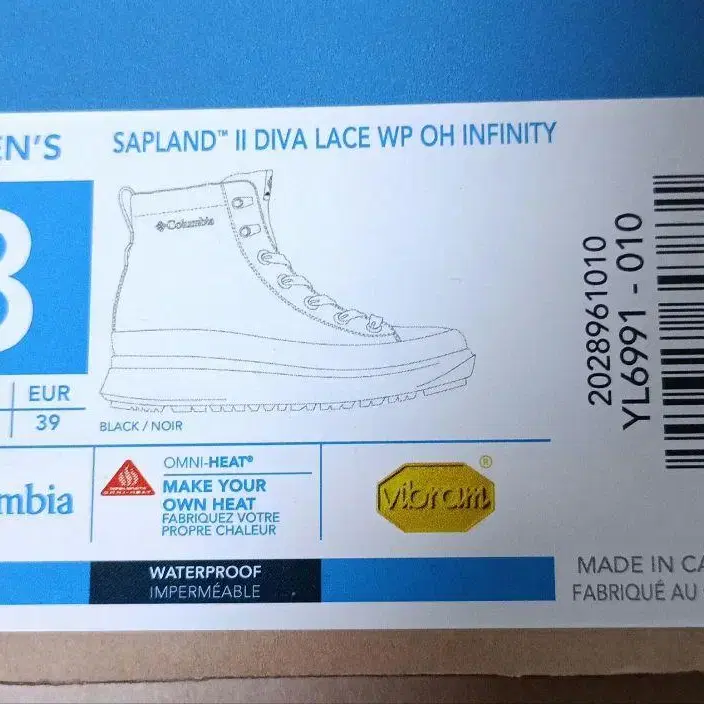 EN'S
SAPLAND™ II DIVA LACE WP OH INFINITY
8
Columbia
EUR
39
BLACK / NOIR
2028961010
YL6991 - 010
mbia
OMNI-HEAT®
MAKE YOUR
OWN HEAT
FABRIQUEZ VOTRE
PROPRE CHALEUR
vibram®
WATERPROOF
IMPERMÉABLE
MADE IN CA
FABRIQUÉ AU